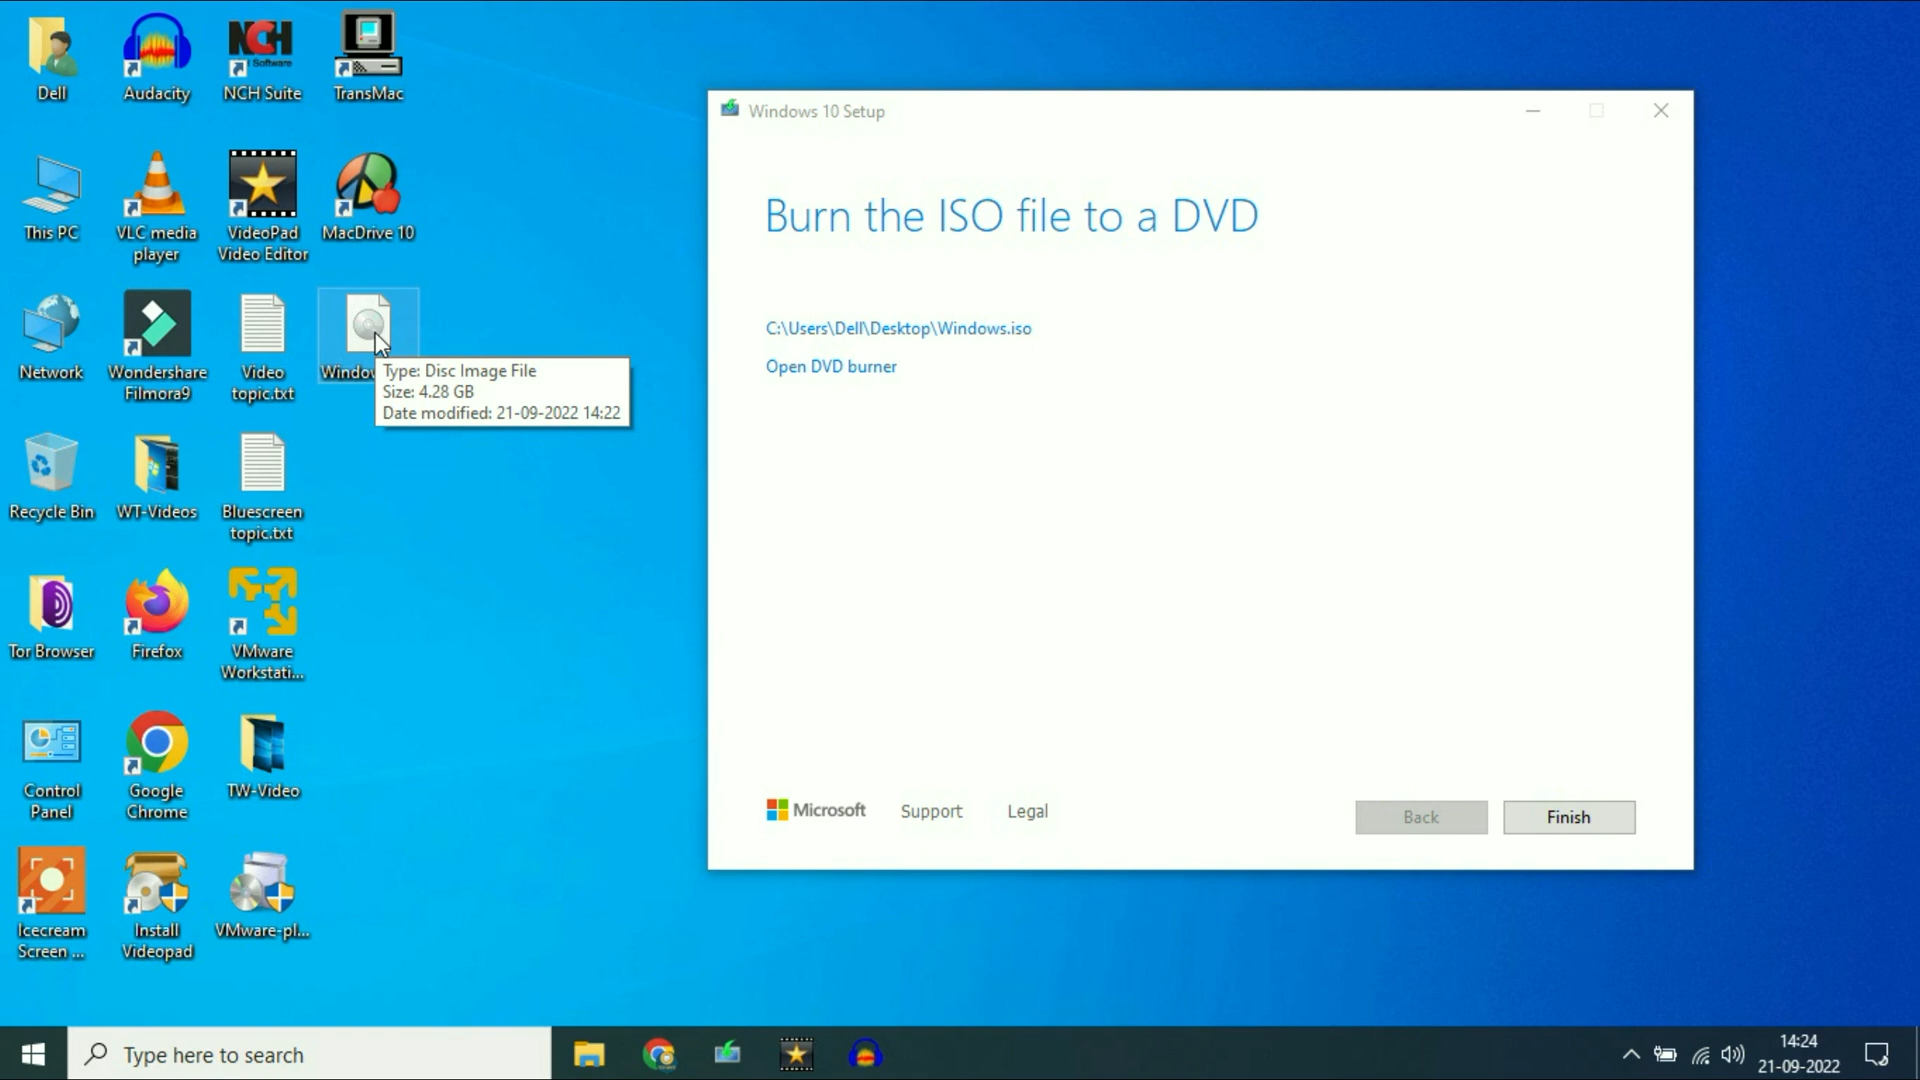 Dell
Audacity
NCH
Software
NCH Suite
TransMac
This PC
VLC media
player
VideoPad
Video Editor
MacDrive 10
Network
Wondershare
Filmora9
Video
topic.txt
Type: Disc Image File
Size: 4.28 GB
Date modified: 21-09-2022 14:22
Recycle Bin
WT-Videos
Bluescreen
topic.txt
Tor Browser
Firefox
VMware
Workstati...
Control
Panel
Google
Chrome
TW-Video
Icecream
Screen ...
Install
Videopad
VMware-pl...
Windows 10 Setup
Burn the ISO file to a DVD
C:\Users\Dell\Desktop\Windows.iso
Open DVD burner
Microsoft
Support
Legal
Back
Finish
Type here to search
14:24
21-09-2022